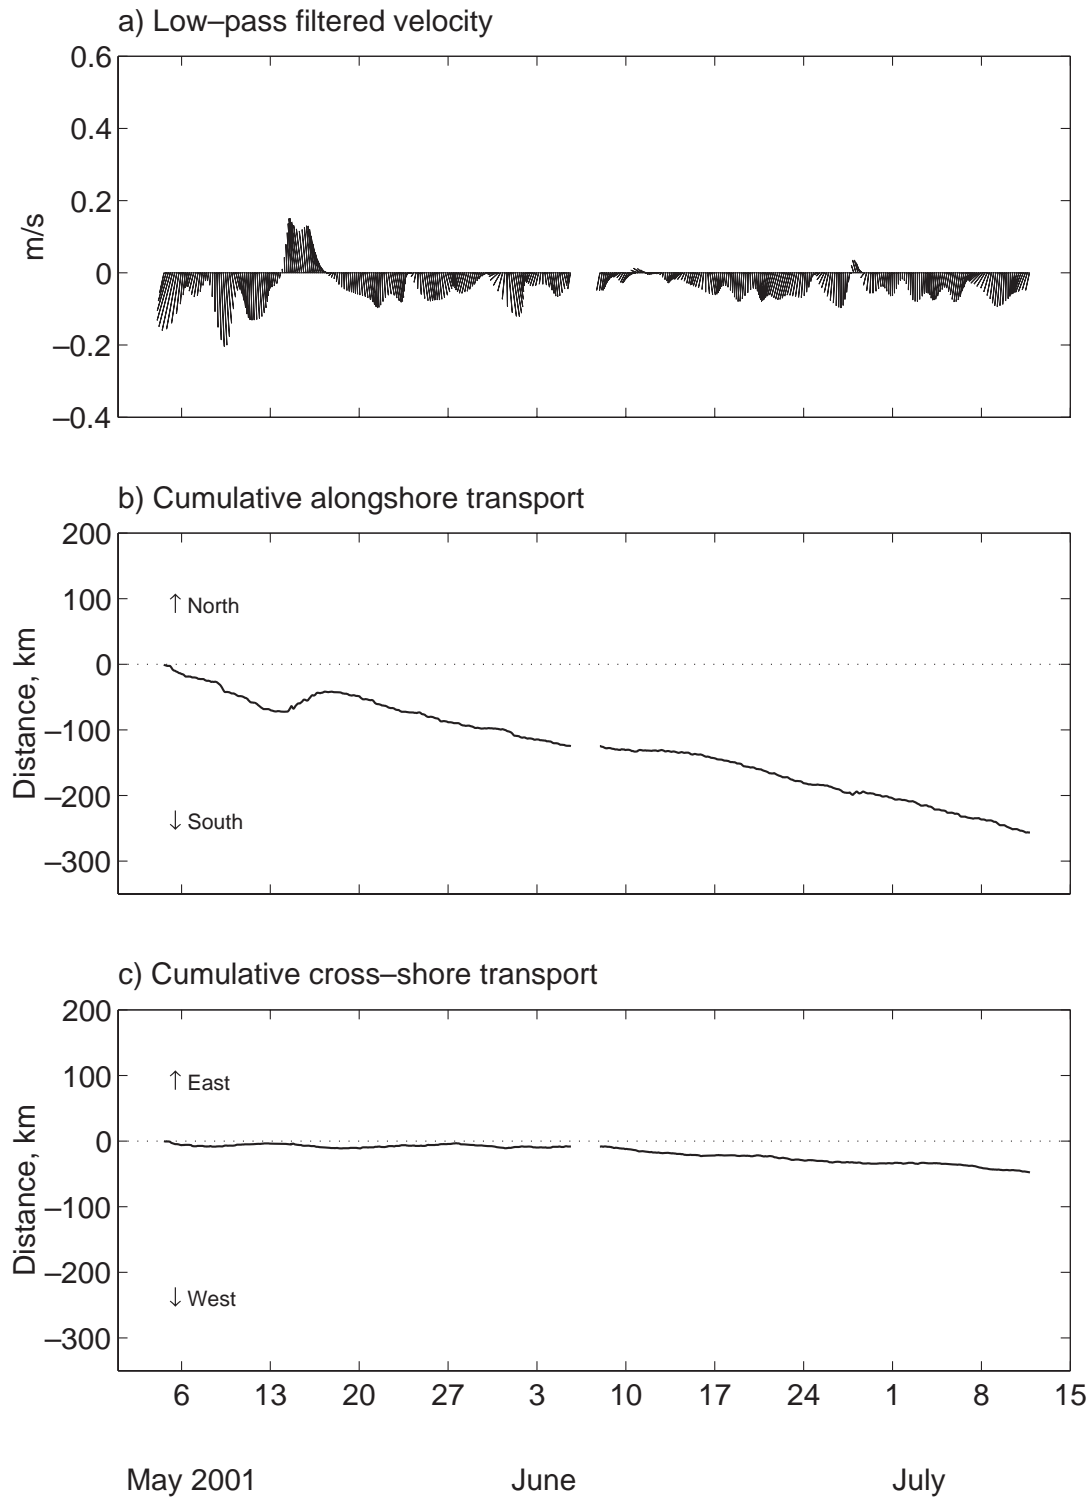 a) Low–pass filtered velocity
0.6
0.4
0.2
0
–0.2
–0.4
m/s
b) Cumulative alongshore transport
200
100
0
–100
–200
–300
Distance, km
↑ North
↓ South
c) Cumulative cross–shore transport
200
100
0
–100
–200
–300
Distance, km
↑ East
↓ West
6 13 20 27 3 10 17 24 1 8 15
May 2001 June July